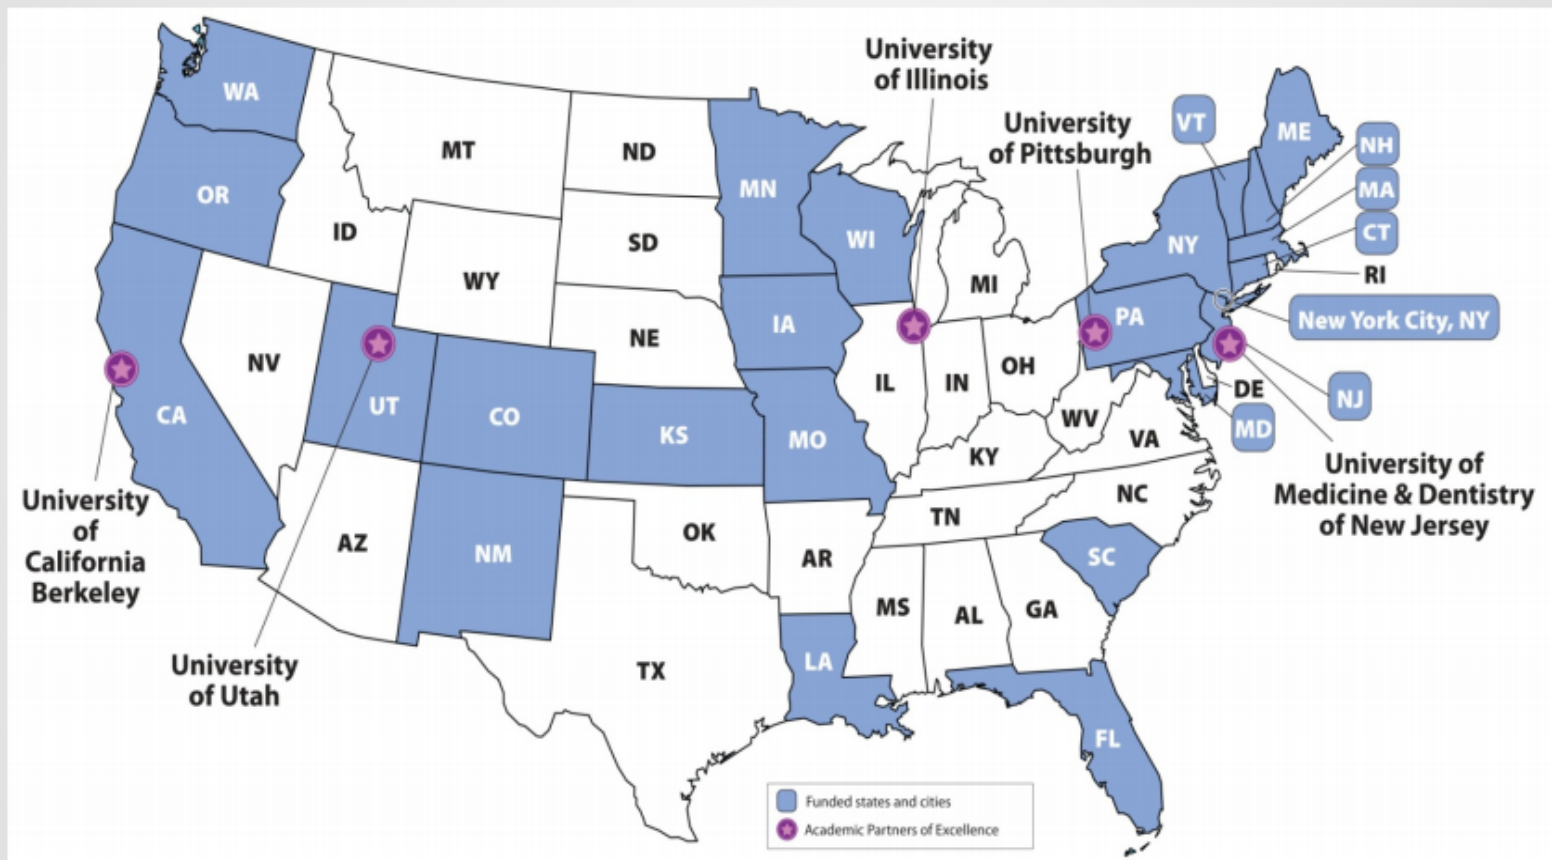 University
of Illinois
University
of Pittsburgh
WA
VT
ME
NH
MT
ND
MN
MA
OR
ID
SD
WI
NY
CT
WY
MI
RI
IA
PA
New York City, NY
NE
NV
UT
CO
IL
IN
OH
DE
NJ
CA
KS
MO
WV
MD
VA
KY
University of
Medicine & Dentistry
of New Jersey
University
of
California
Berkeley
NC
TN
AZ
NM
OK
AR
SC
MS
AL
GA
University
of Utah
TX
LA
FL
Funded states and cities
Academic Partners of Excellence